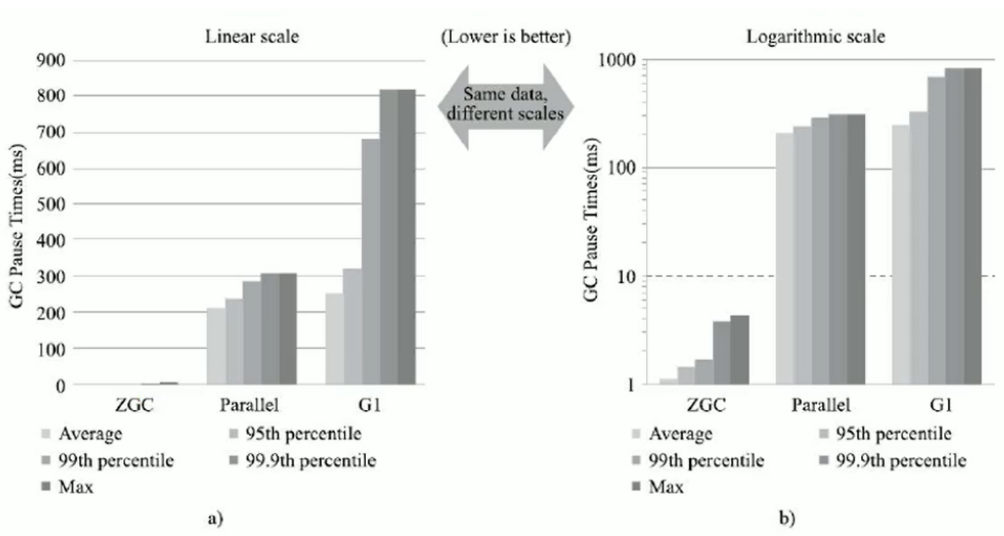 Linear scale
(Lower is better)
Logarithmic scale
Same data,
different scales
GC Pause Times(ms)
900
800
700
600
500
400
300
200
100
0
ZGC
Parallel
G1
Average
95th percentile
99th percentile
99.9th percentile
Max
a)
GC Pause Times(ms)
1000
100
10
1
ZGC
Parallel
G1
Average
95th percentile
99th percentile
99.9th percentile
Max
b)